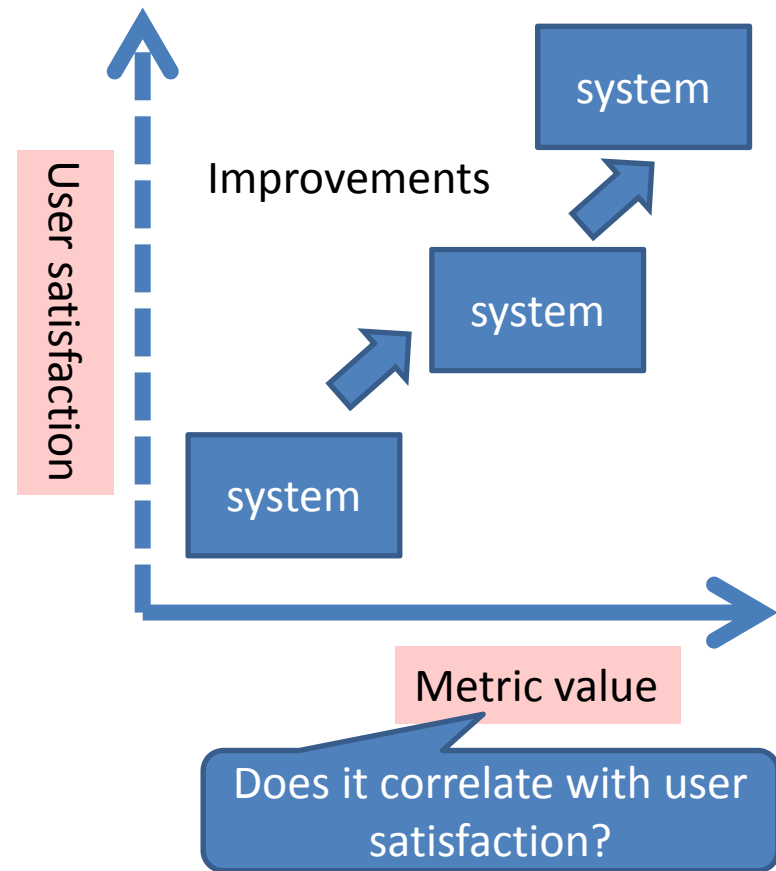 system
Improvements
User satisfaction
system
system
Metric value
Does it correlate with user
satisfaction?